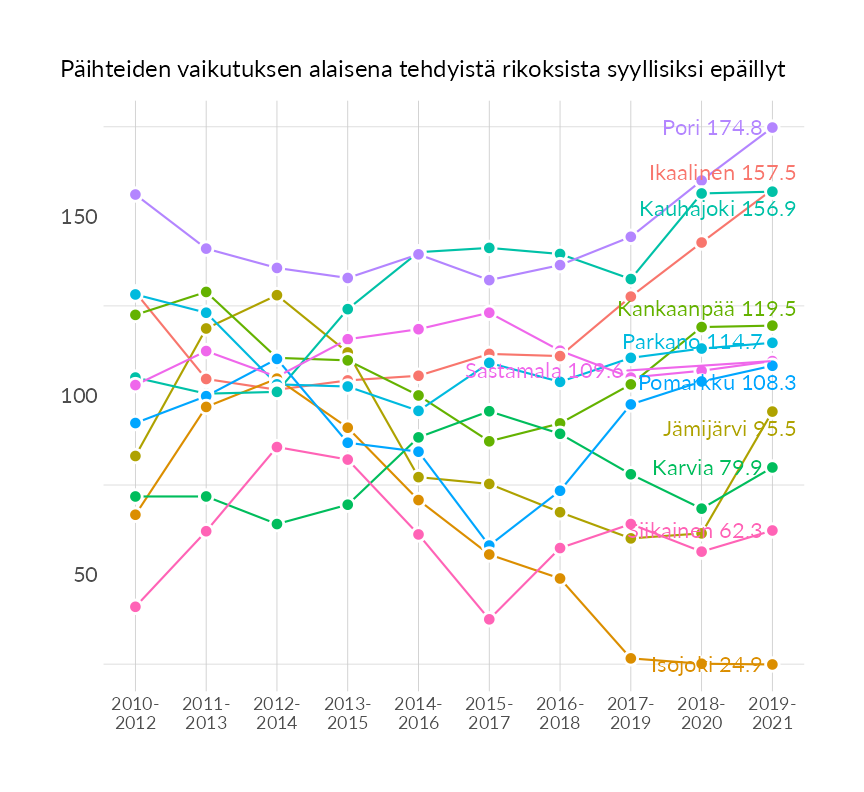 Päihteiden vaikutuksen alaisena tehdyistä rikoksista syyllisiksi epäillyt
Pori 174.8
Ikaalinen 157.5
Kauhajoki 156.9
150
Kankaanpää 119.5
Parkano 114.7
Sastamala 109.6
Pomarkku 108.3
100
Jämijärvi 95.5
Karvia 79.9
Siikainen 62.3
50
Isojoki 24.9
2010-2012
2011-2013
2012-2014
2013-2015
2014-2016
2015-2017
2016-2018
2017-2019
2018-2020
2019-2021